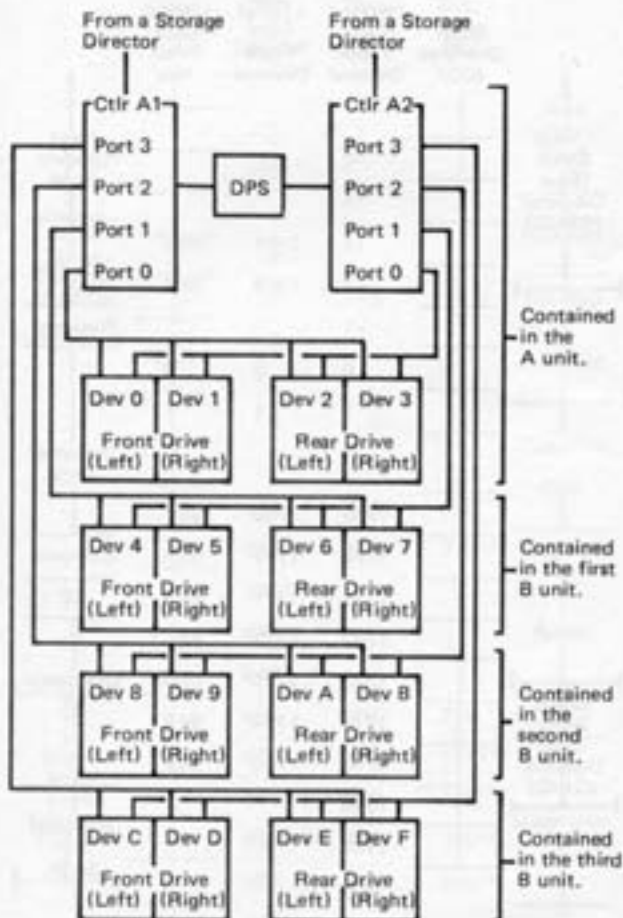 From a Storage
Director
From a Storage
Director
Ctlr A1
Port 3
Port 2
Port 1
Port 0
DPS
Ctlr A2
Port 3
Port 2
Port 1
Port 0
Contained
in the
A unit.
Dev 0 Dev 1 Dev 2 Dev 3
Front Drive Rear Drive
(Left) (Right) (Left) (Right)
Dev 4 Dev 5 Dev 6 Dev 7
Front Drive Rear Drive
(Left) (Right) (Left) (Right)
Contained
in the first
B unit.
Dev 8 Dev 9 Dev A Dev B
Front Drive Rear Drive
(Left) (Right) (Left) (Right)
Contained
in the
second
B unit.
Dev C Dev D Dev E Dev F
Front Drive Rear Drive
(Left) (Right) (Left) (Right)
Contained
in the third
B unit.